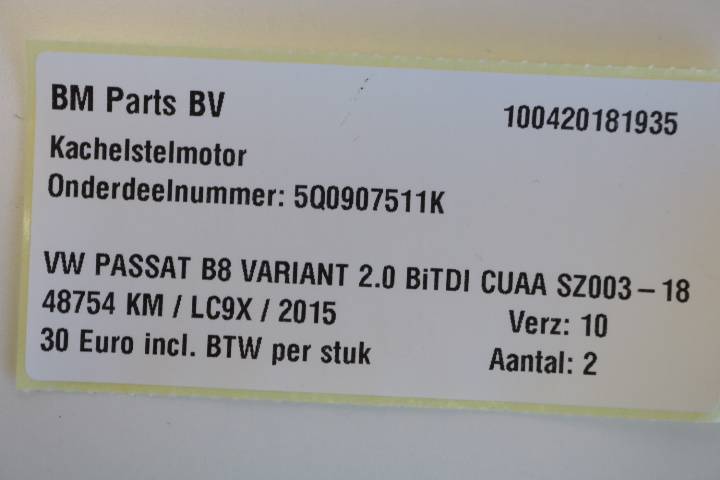 BM Parts BV 100420181935
Kachelstelmotor
Onderdeelnummer: 5Q0907511K
VW PASSAT B8 VARIANT 2.0 BiTDI CUAA SZ003-18
48754 KM / LC9X / 2015 Verz: 10
30 Euro incl. BTW per stuk Aantal: 2